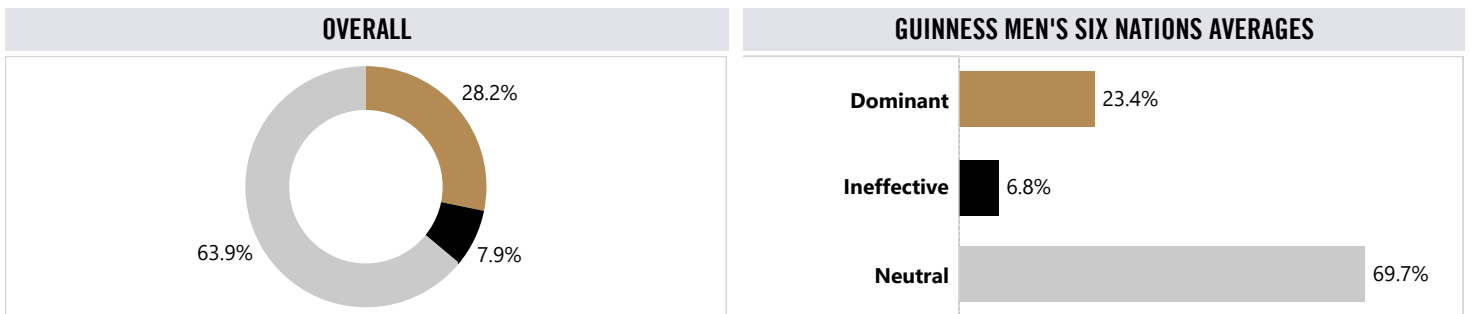 OVERALL
28.2%
7.9%
63.9%
GUINNESS MEN'S SIX NATIONS AVERAGES
Dominant 23.4%
Ineffective 6.8%
Neutral 69.7%